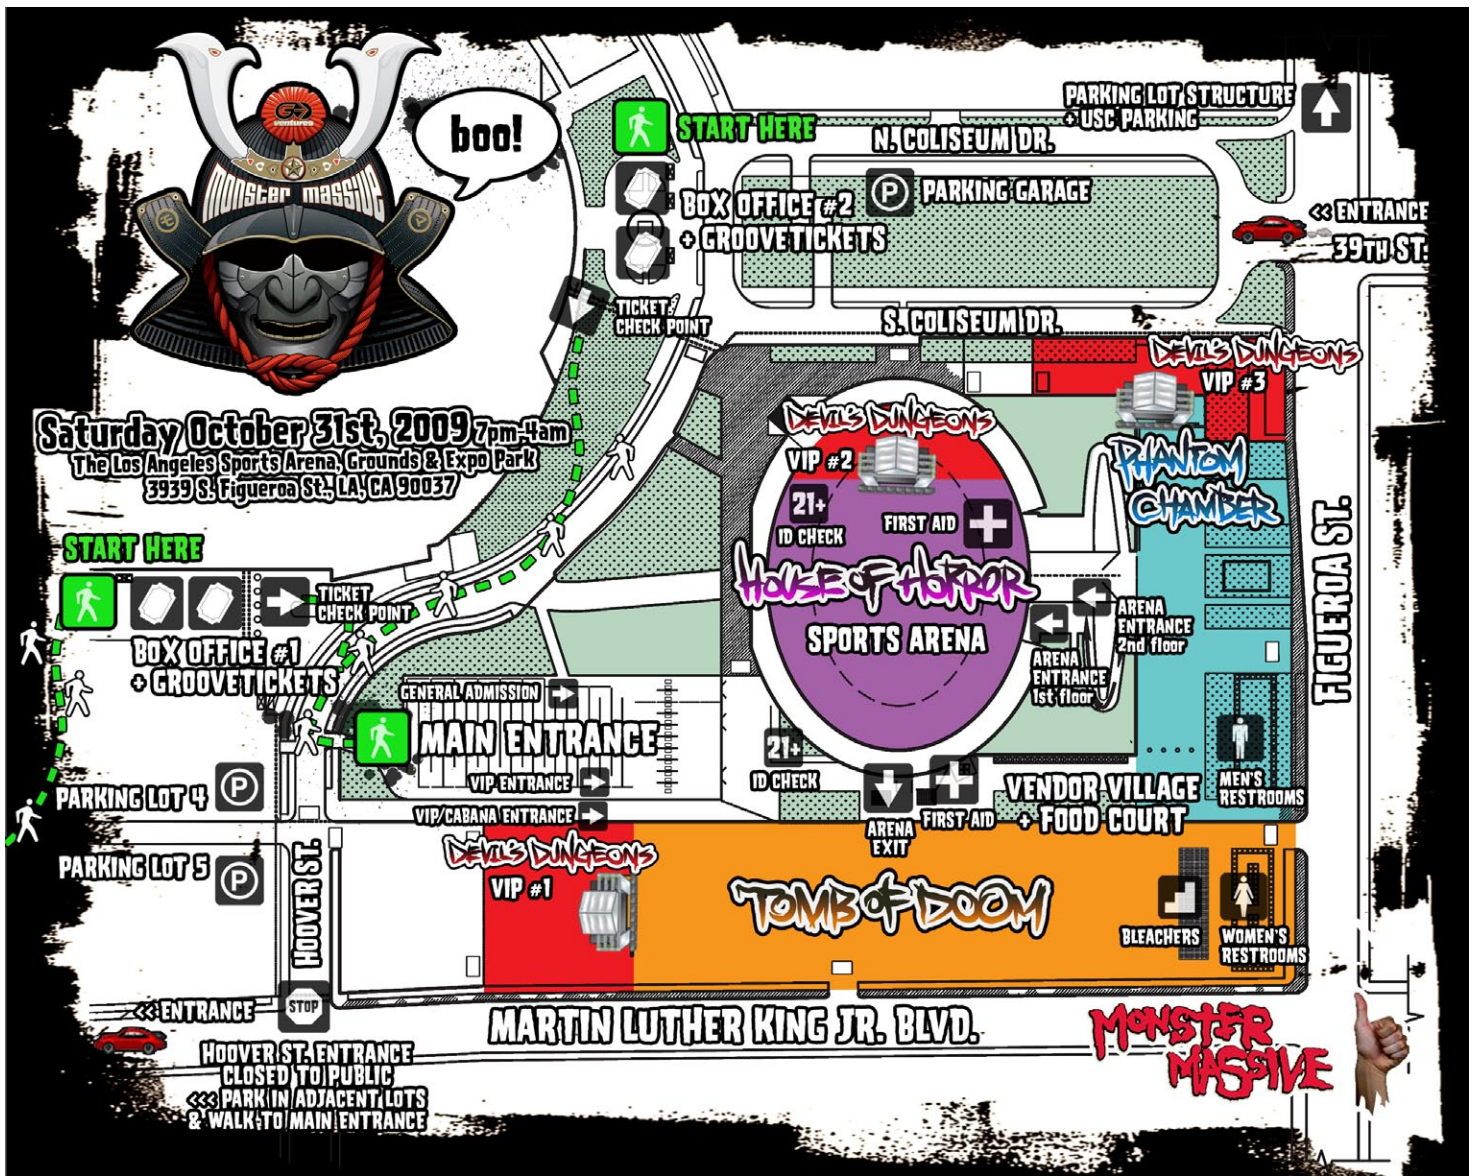 G
ventures
monster massive
boo!
Saturday October 31st, 2009 7pm-4am
The Los Angeles Sports Arena, Grounds & Expo Park
3939 S. Figueroa St., LA, CA 90037
START HERE
BOX OFFICE #2
+ GROOVETICKETS
TICKET
CHECK POINT
N. COLISEUM DR.
P
PARKING GARAGE
PARKING LOT STRUCTURE
+ USC PARKING
<< ENTRANCE
39TH ST.
S. COLISEUM DR.
DEVIL'S DUNGEONS
VIP #3
DEVIL'S DUNGEONS
VIP #2
PHANTOM
CHAMBER
21+
ID CHECK
FIRST AID
HOUSE OF HORROR
SPORTS ARENA
ARENA
ENTRANCE
2nd floor
ARENA
ENTRANCE
1st floor
FIGUEROA ST.
START HERE
TICKET
CHECK POINT
BOX OFFICE #1
+ GROOVETICKETS
GENERAL ADMISSION
MAIN ENTRANCE
VIP ENTRANCE
VIP/CABANA ENTRANCE
21+
ID CHECK
ARENA
EXIT
FIRST AID
VENDOR VILLAGE
+ FOOD COURT
MEN'S
RESTROOMS
PARKING LOT 4
P
PARKING LOT 5
P
HOOVER ST.
DEVIL'S DUNGEONS
VIP #1
TOMB OF DOOM
BLEACHERS
WOMEN'S
RESTROOMS
<< ENTRANCE
STOP
MARTIN LUTHER KING JR. BLVD.
HOOVER ST. ENTRANCE
CLOSED TO PUBLIC
<<< PARK IN ADJACENT LOTS
& WALK TO MAIN ENTRANCE
MONSTER
MASSIVE